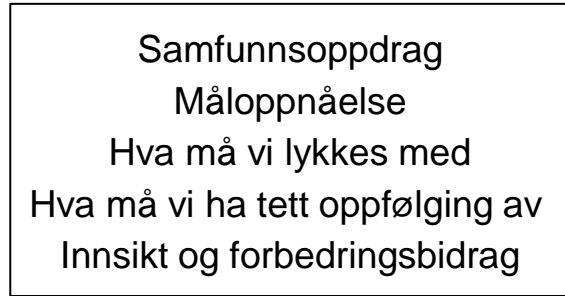 Samfunnsoppdrag
Måloppnåelse
Hva må vi lykkes med
Hva må vi ha tett oppfølging av
Innsikt og forbedringsbidrag